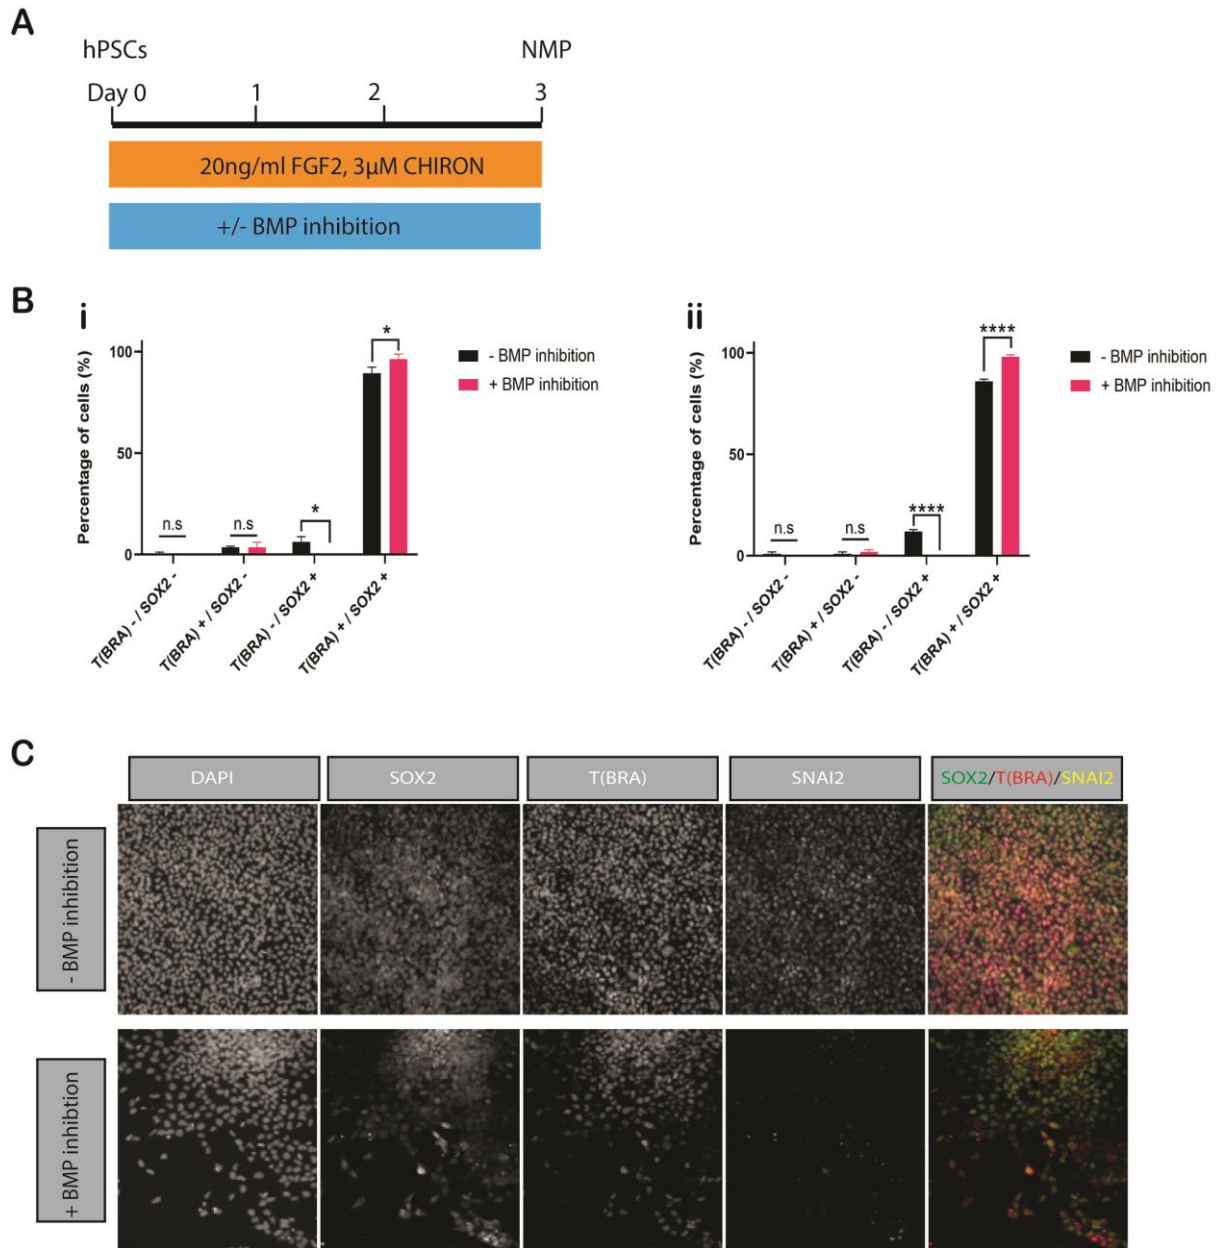 A
hPSCs NMP
Day 0 1 2 3
20ng/ml FGF2, 3µM CHIRON
+/- BMP inhibition
B
i
Percentage of cells (%)
100
50
0
n.s
n.s
*
*
T(BRA) - / SOX2 -
T(BRA) + / SOX2 -
T(BRA) - / SOX2 +
T(BRA) + / SOX2 +
- BMP inhibition
+ BMP inhibition
ii
Percentage of cells (%)
100
50
0
n.s
n.s
****
****
T(BRA) - / SOX2 -
T(BRA) + / SOX2 -
T(BRA) - / SOX2 +
T(BRA) + / SOX2 +
- BMP inhibition
+ BMP inhibition
C
DAPI SOX2 T(BRA) SNAI2 SOX2/T(BRA)/SNAI2
- BMP inhibition
+ BMP inhibtion